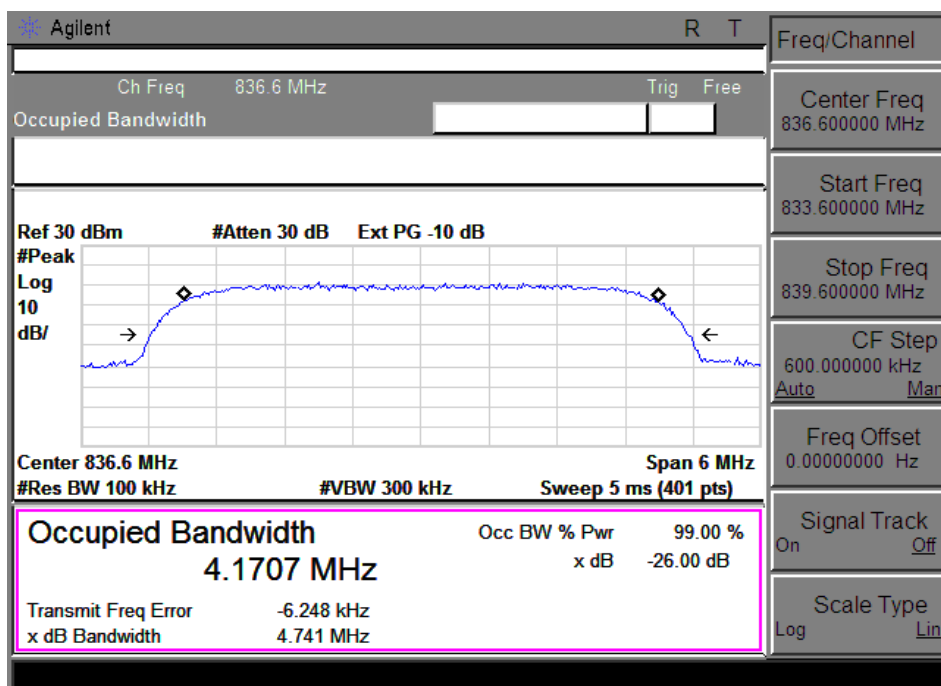 Agilent R T
Ch Freq 836.6 MHz Trig Free
Occupied Bandwidth
Ref 30 dBm #Atten 30 dB Ext PG -10 dB
#Peak
Log
10
dB/
Center 836.6 MHz Span 6 MHz
#Res BW 100 kHz #VBW 300 kHz Sweep 5 ms (401 pts)
Occupied Bandwidth Occ BW % Pwr 99.00 %
4.1707 MHz x dB -26.00 dB
Transmit Freq Error -6.248 kHz
x dB Bandwidth 4.741 MHz
Freq/Channel
Center Freq
836.600000 MHz
Start Freq
833.600000 MHz
Stop Freq
839.600000 MHz
CF Step
600.000000 kHz
Auto Man
Freq Offset
0.00000000 Hz
Signal Track
On Off
Scale Type
Log Lin